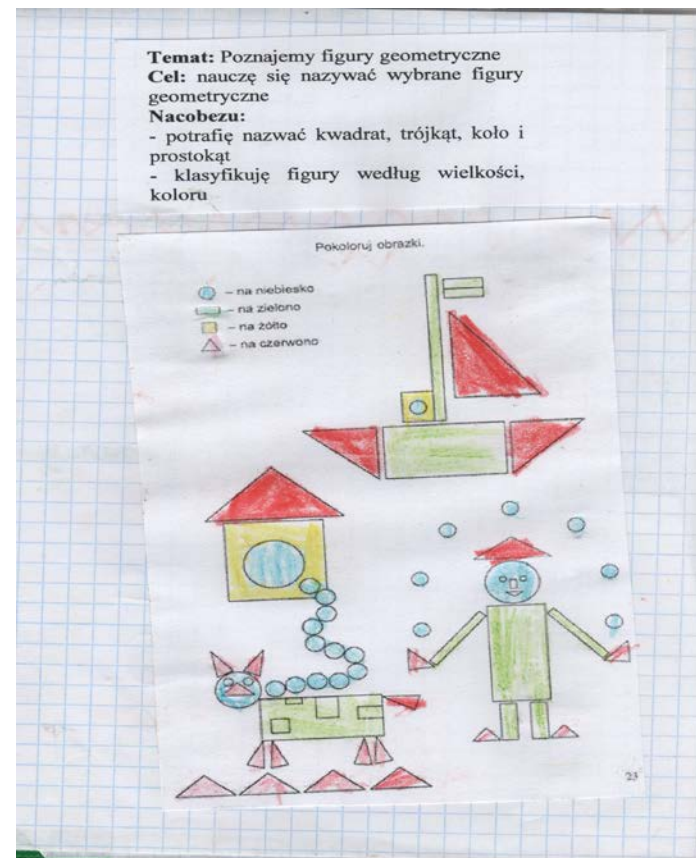 Temat: Poznajemy figury geometryczne
Cel: nauczę się nazywać wybrane figury
geometryczne
Nacobezu:
- potrafię nazwać kwadrat, trójkąt, koło i
prostokąt
- klasyfikuję figury według wielkości,
koloru
Pokoloruj obrazki.
– na niebiesko
– na zielono
– na żółto
– na czerwono
23